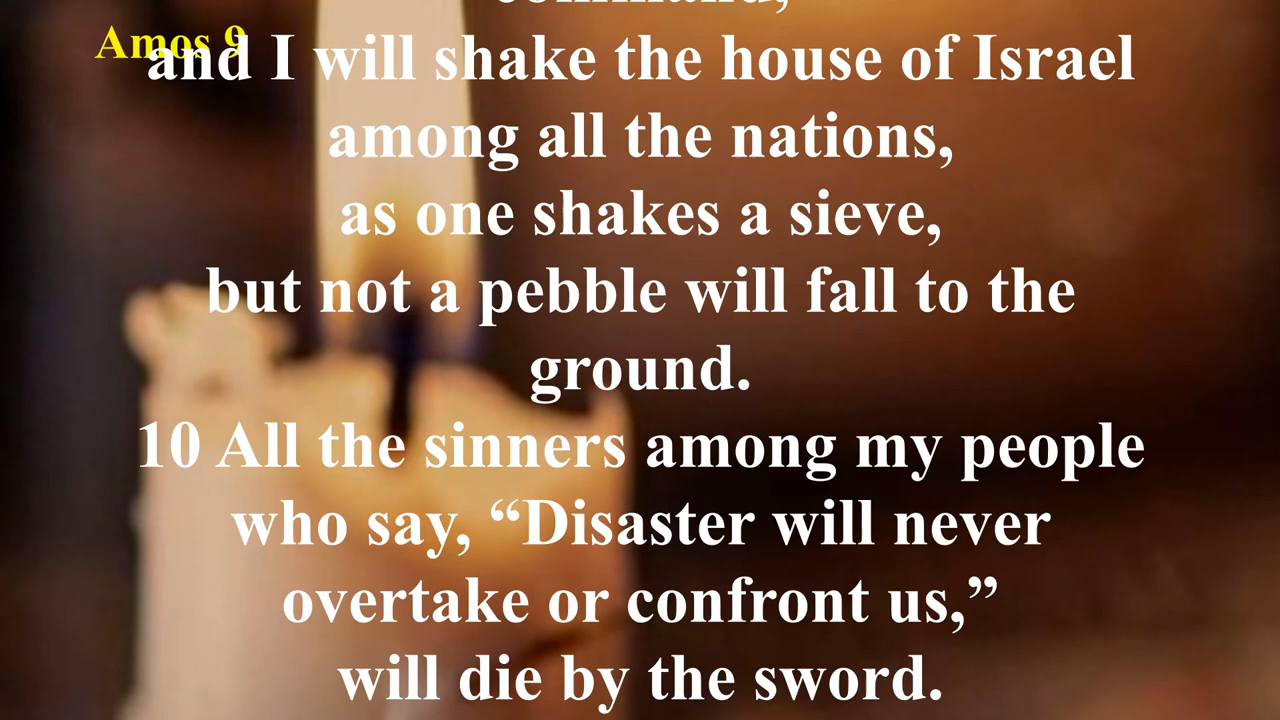 command,
Amos 9
and I will shake the house of Israel
among all the nations,
as one shakes a sieve,
but not a pebble will fall to the
ground.
10 All the sinners among my people
who say, “Disaster will never
overtake or confront us,”
will die by the sword.